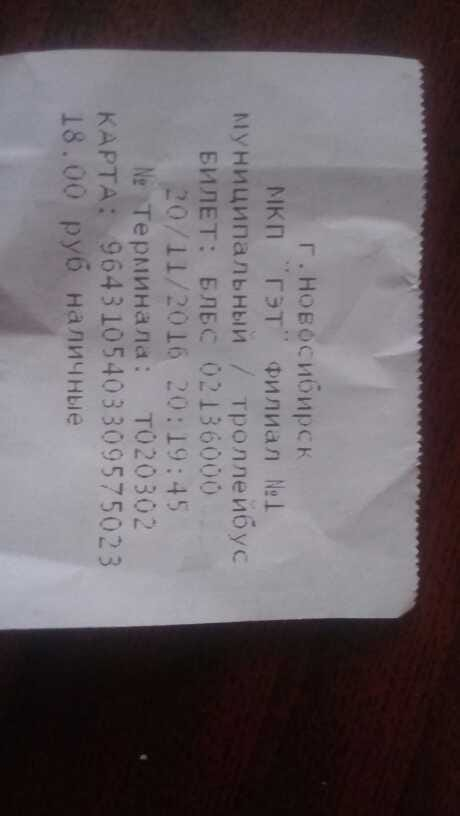 г.новосибирск
МКП "ГЭТ" Филиал №1
муниципальный / троллейбус
БИЛЕТ: БЛБС 02136000
20/11/2016 20:19:45
№ терминала: Т020302
КАРТА: 9643105403309575023
18.00 руб наличные